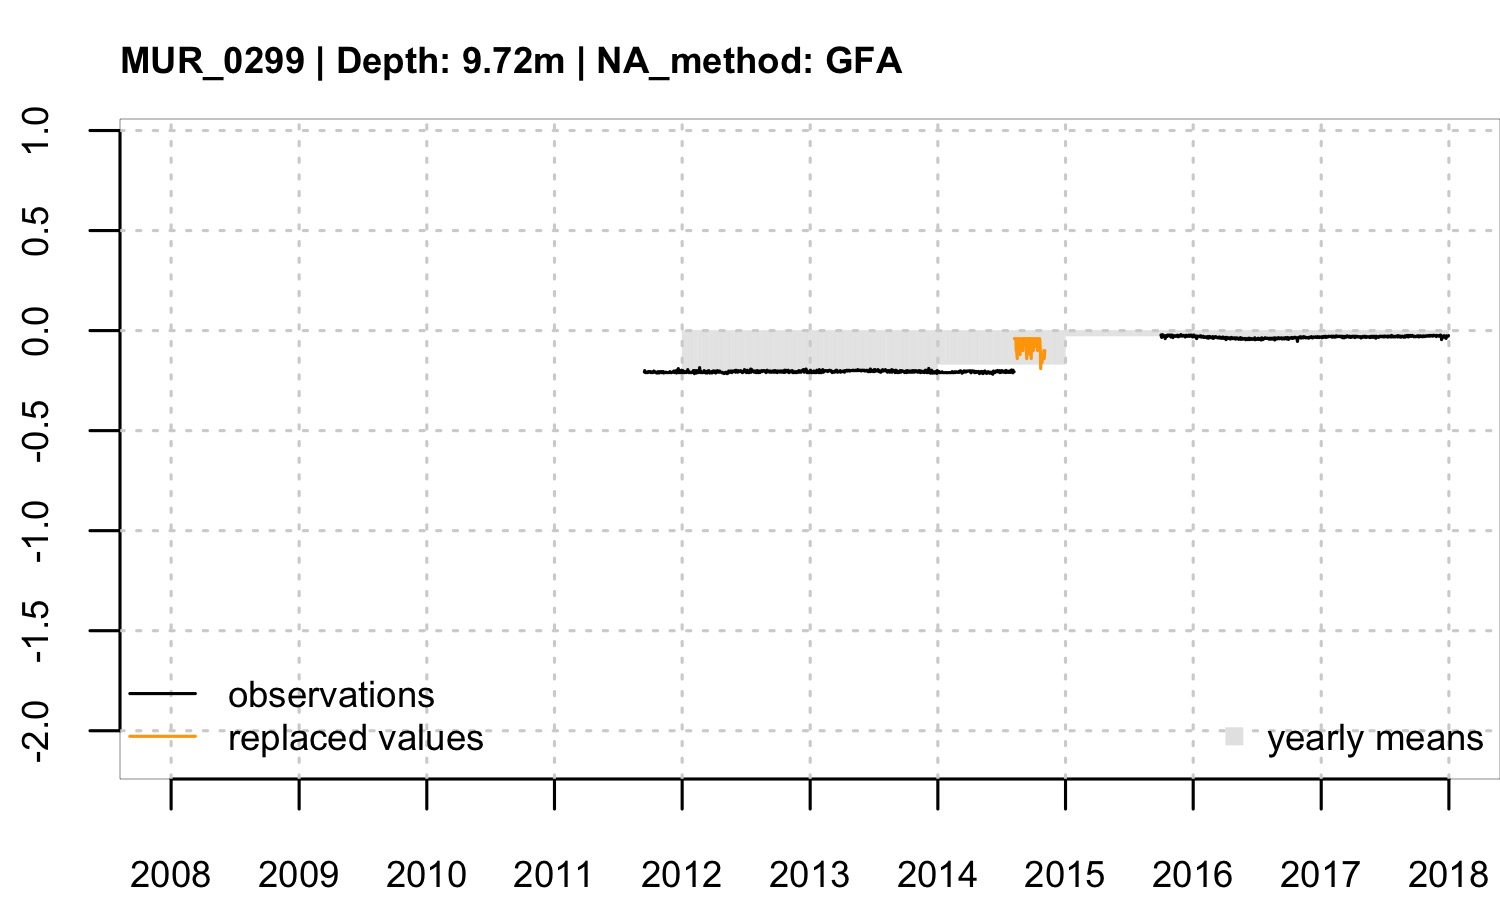 MUR_0299 | Depth: 9.72m | NA_method: GFA
1.0
0.5
0.0
-0.5
-1.0
-1.5
-2.0
observations
replaced values
yearly means
2008 2009 2010 2011 2012 2013 2014 2015 2016 2017 2018